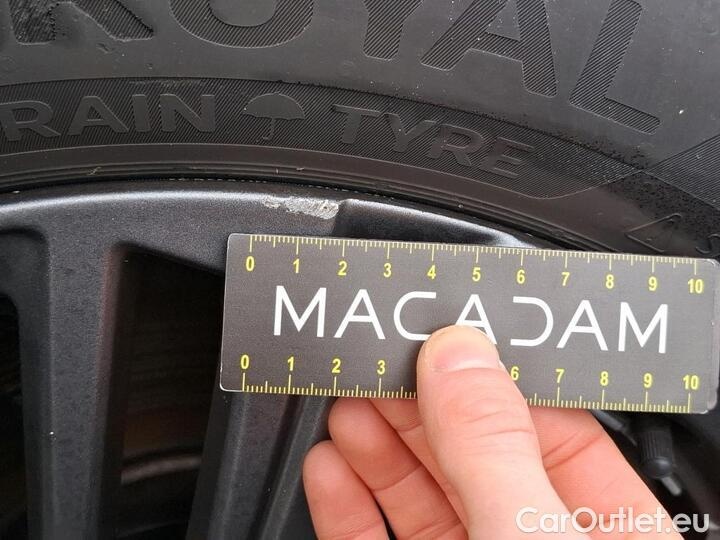 ROYAL
RAIN TYRE
0 1 2 3 4 5 6 7 8 9 10
MACADAM
0 1 2 3 6 7 8 9 10
CarOutlet.eu